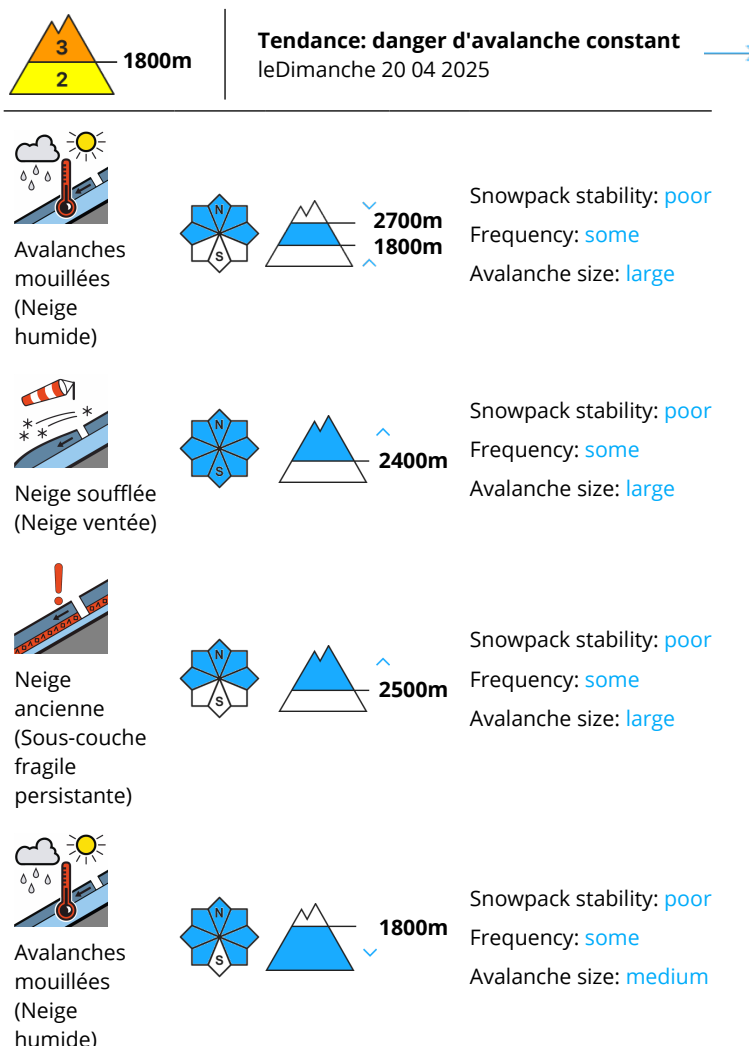 3
2
1800m
Tendance: danger d'avalanche constant
leDimanche 20 04 2025
Avalanches
mouillées
(Neige
humide)
N
S
2700m
1800m
Snowpack stability: poor
Frequency: some
Avalanche size: large
Neige soufflée
(Neige ventée)
N
S
2400m
Snowpack stability: poor
Frequency: some
Avalanche size: large
Neige
ancienne
(Sous-couche
fragile
persistante)
N
S
2500m
Snowpack stability: poor
Frequency: some
Avalanche size: large
Avalanches
mouillées
(Neige
humide)
N
S
1800m
Snowpack stability: poor
Frequency: some
Avalanche size: medium